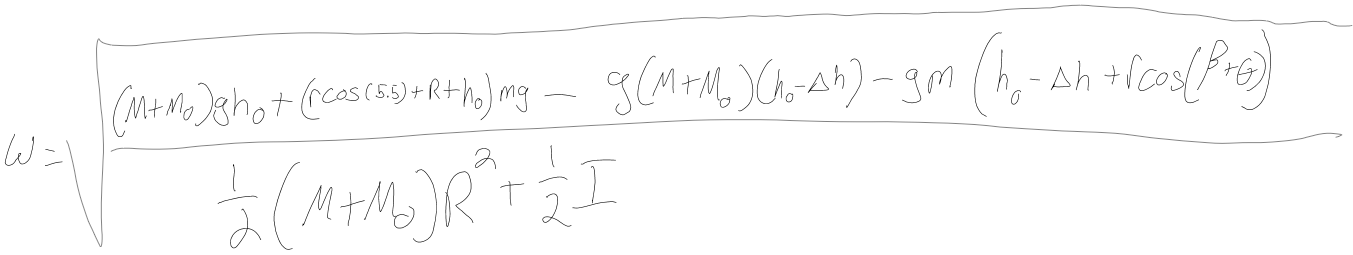 ω = √( ((M+M₀)gh₀ + (rcos(5.5)+R+h₀)mg − g(M+M₀)(h₀−Δh) − gm(h₀−Δh+rcos(β+θ)) / (½(M+M₀)R² + ½I) )